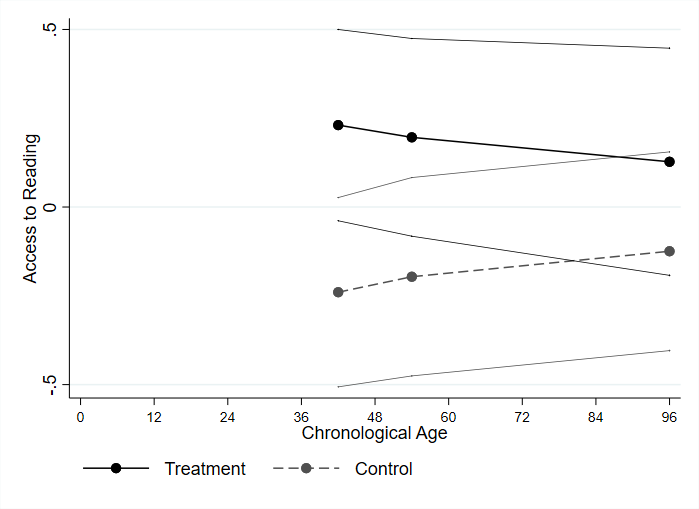 .5
0
-.5
Access to Reading
0 12 24 36 48 60 72 84 96
Chronological Age
Treatment Control